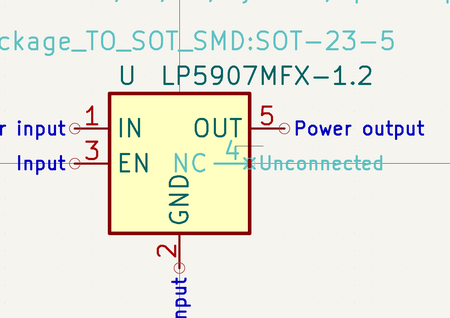 ckage_TO_SOT_SMD:SOT-23-5
U LP5907MFX-1.2
r input 1 IN OUT 5 Power output
Input 3 EN NC 4 Unconnected
GND
2
nput